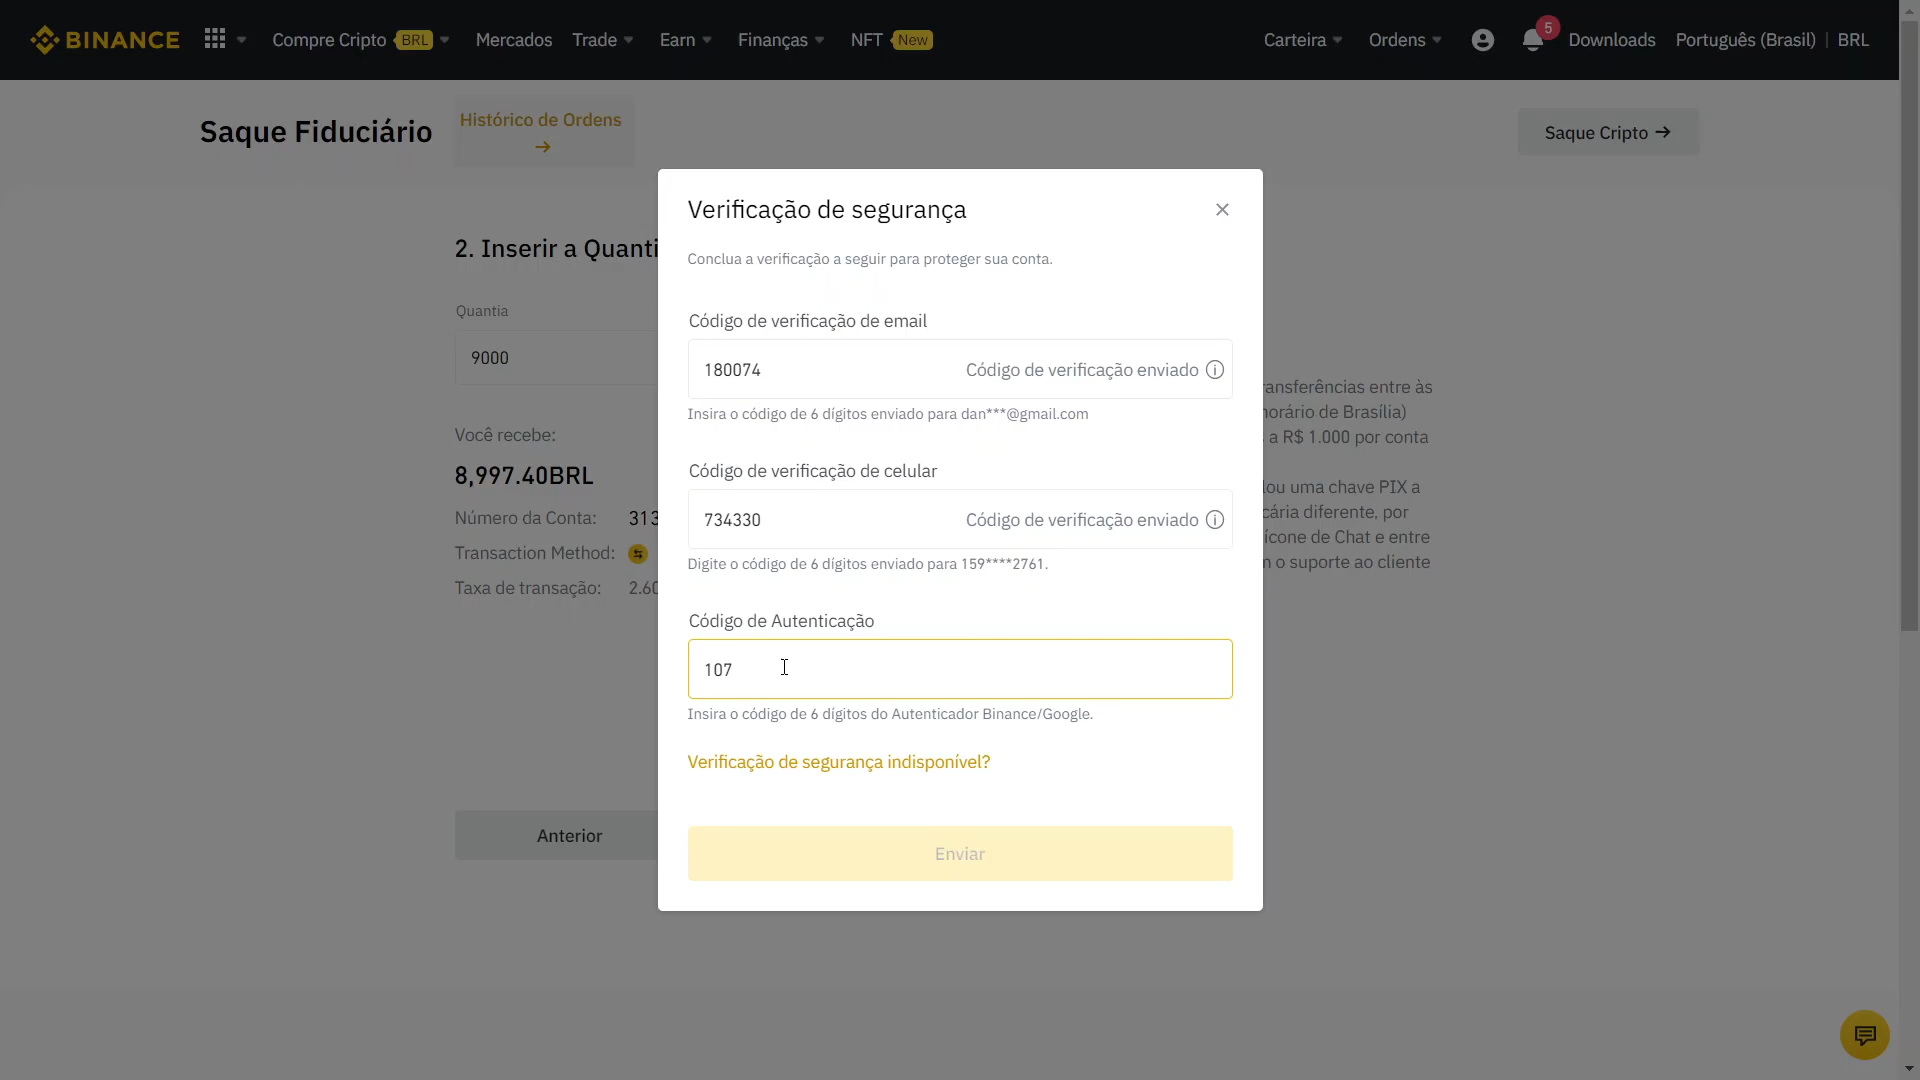 BINANCE
Compre Cripto BRL
Mercados
Trade
Earn
Finanças
NFT New
Carteira
Ordens
5
Downloads
Português (Brasil) | BRL
Saque Fiduciário
Histórico de Ordens →
Saque Cripto →
2. Inserir a Quanti
Quantia
9000
Você recebe:
8,997.40BRL
Número da Conta: 313
Transaction Method:
Taxa de transação: 2.60
Anterior
Verificação de segurança
Conclua a verificação a seguir para proteger sua conta.
Código de verificação de email
180074 Código de verificação enviado
Insira o código de 6 dígitos enviado para dan***@gmail.com
Código de verificação de celular
734330 Código de verificação enviado
Digite o código de 6 dígitos enviado para 159****2761.
Código de Autenticação
107
Insira o código de 6 dígitos do Autenticador Binance/Google.
Verificação de segurança indisponível?
Enviar
ransferências entre às
horário de Brasília)
a R$ 1.000 por conta
lou uma chave PIX a
cária diferente, por
ícone de Chat e entre
o suporte ao cliente